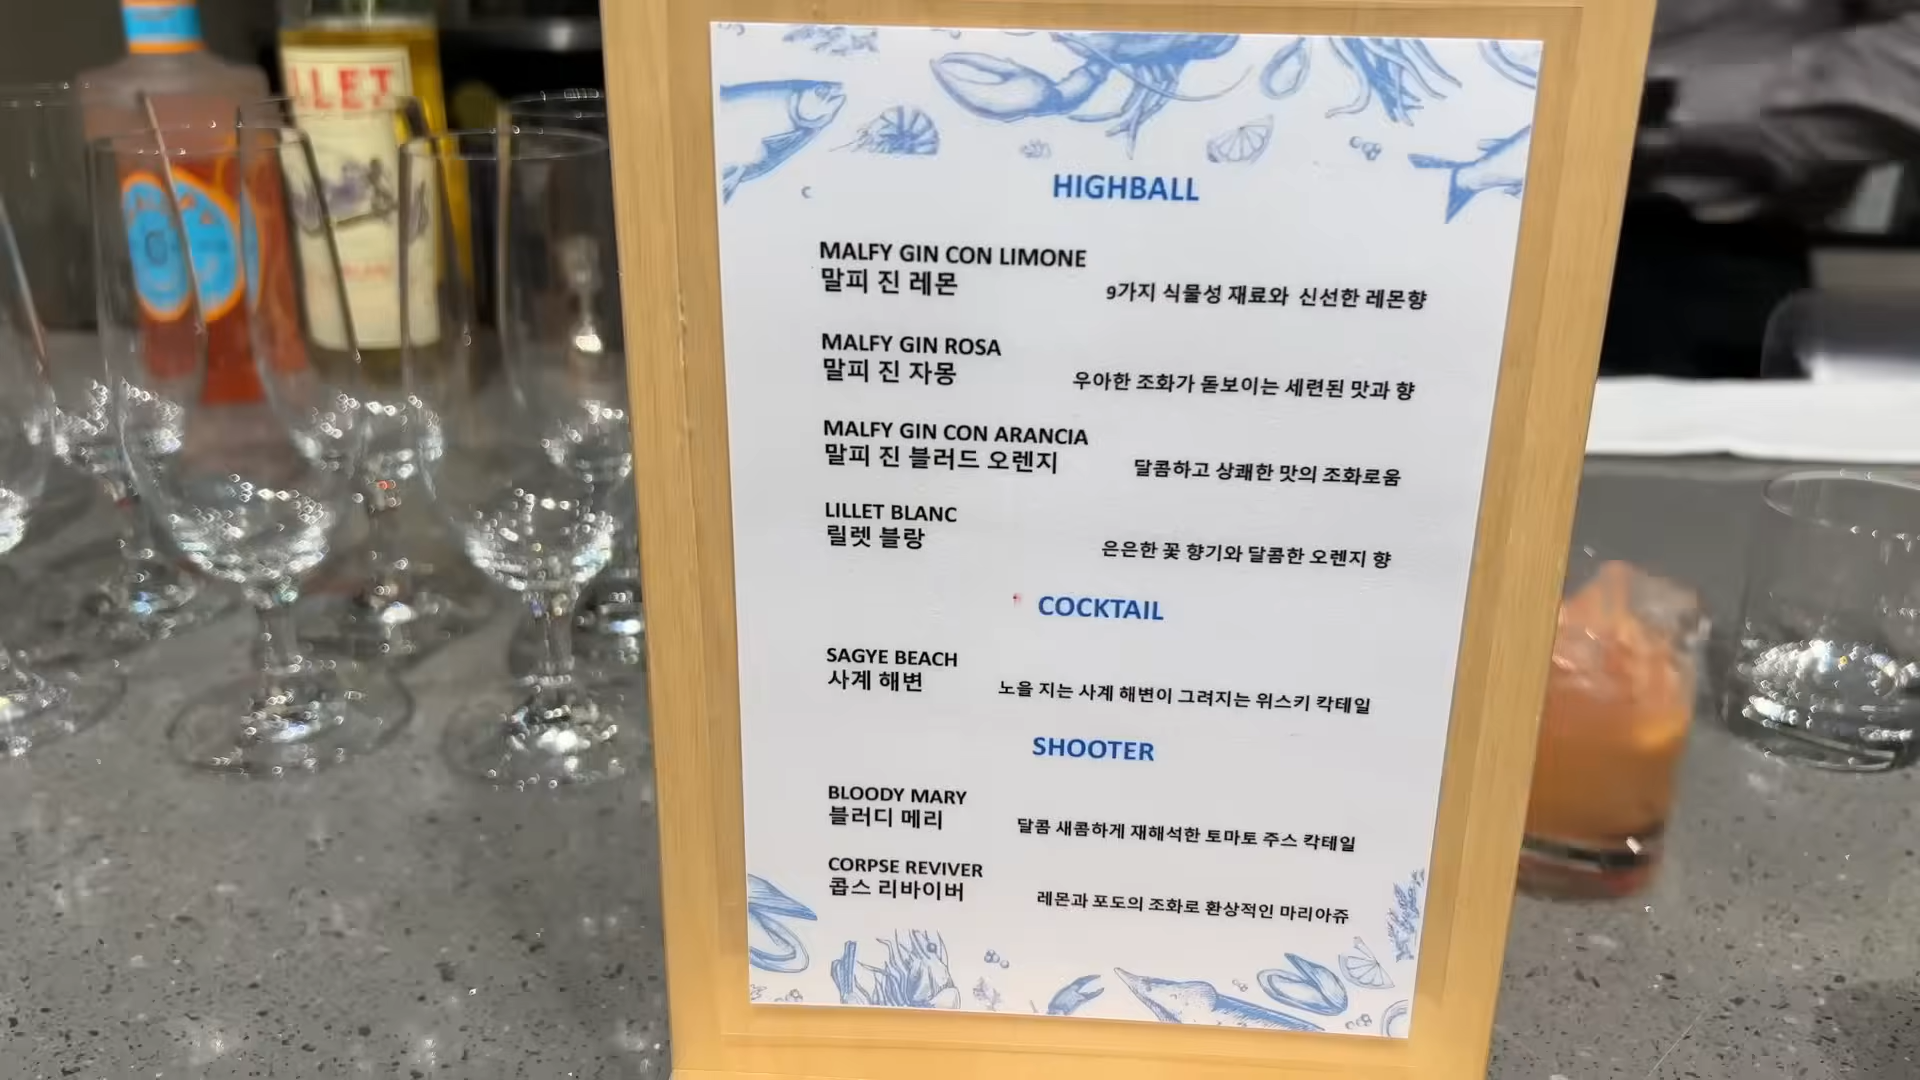 LLET
HIGHBALL
MALFY GIN CON LIMONE
말피 진 레몬
9가지 식물성 재료와 신선한 레몬향
MALFY GIN ROSA
말피 진 자몽
우아한 조화가 돋보이는 세련된 맛과 향
MALFY GIN CON ARANCIA
말피 진 블러드 오렌지
달콤하고 상쾌한 맛의 조화로움
LILLET BLANC
릴렛 블랑
은은한 꽃 향기와 달콤한 오렌지 향
COCKTAIL
SAGYE BEACH
사계 해변
노을 지는 사계 해변이 그려지는 위스키 칵테일
SHOOTER
BLOODY MARY
블러디 메리
달콤 새콤하게 재해석한 토마토 주스 칵테일
CORPSE REVIVER
콥스 리바이버
레몬과 포도의 조화로 환상적인 마리아쥬